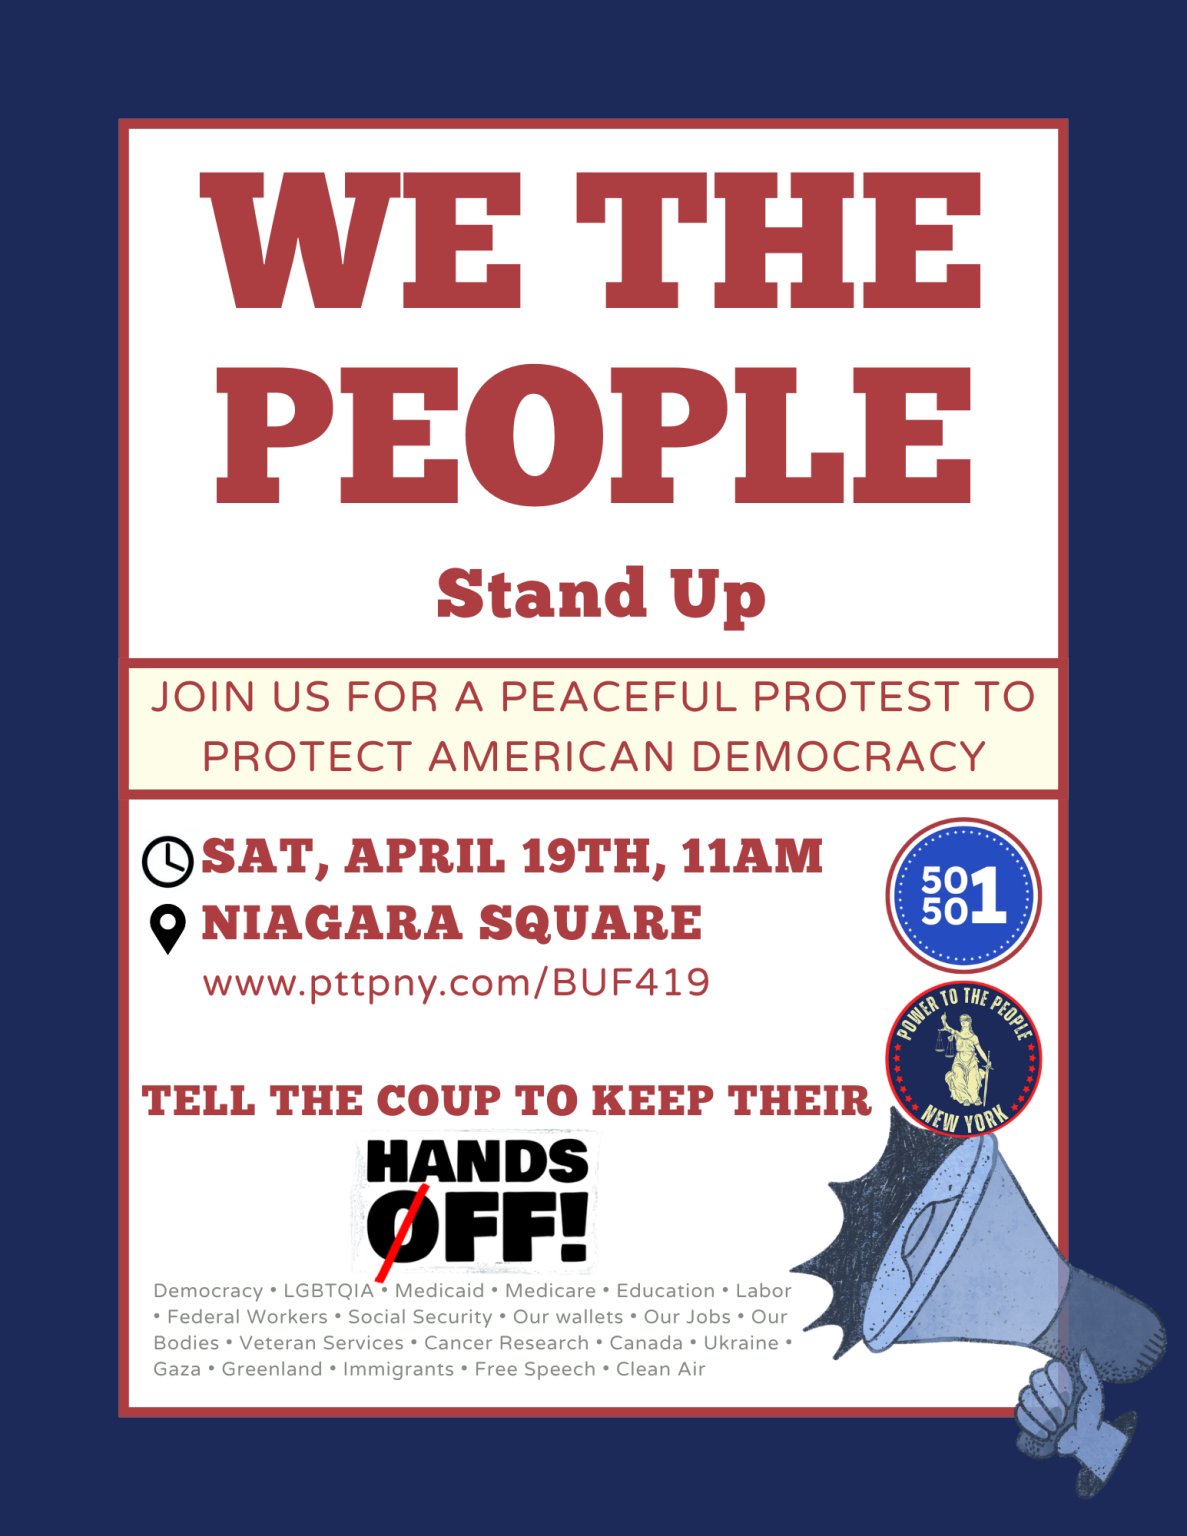 WE THE
PEOPLE
Stand Up
JOIN US FOR A PEACEFUL PROTEST TO
PROTECT AMERICAN DEMOCRACY
SAT, APRIL 19TH, 11AM
NIAGARA SQUARE
www.pttpny.com/BUF419
50
50
1
POWER TO THE PEOPLE
NEW YORK
TELL THE COUP TO KEEP THEIR
HANDS
OFF!
Democracy • LGBTQIA • Medicaid • Medicare • Education • Labor
• Federal Workers • Social Security • Our wallets • Our Jobs • Our
Bodies • Veteran Services • Cancer Research • Canada • Ukraine •
Gaza • Greenland • Immigrants • Free Speech • Clean Air